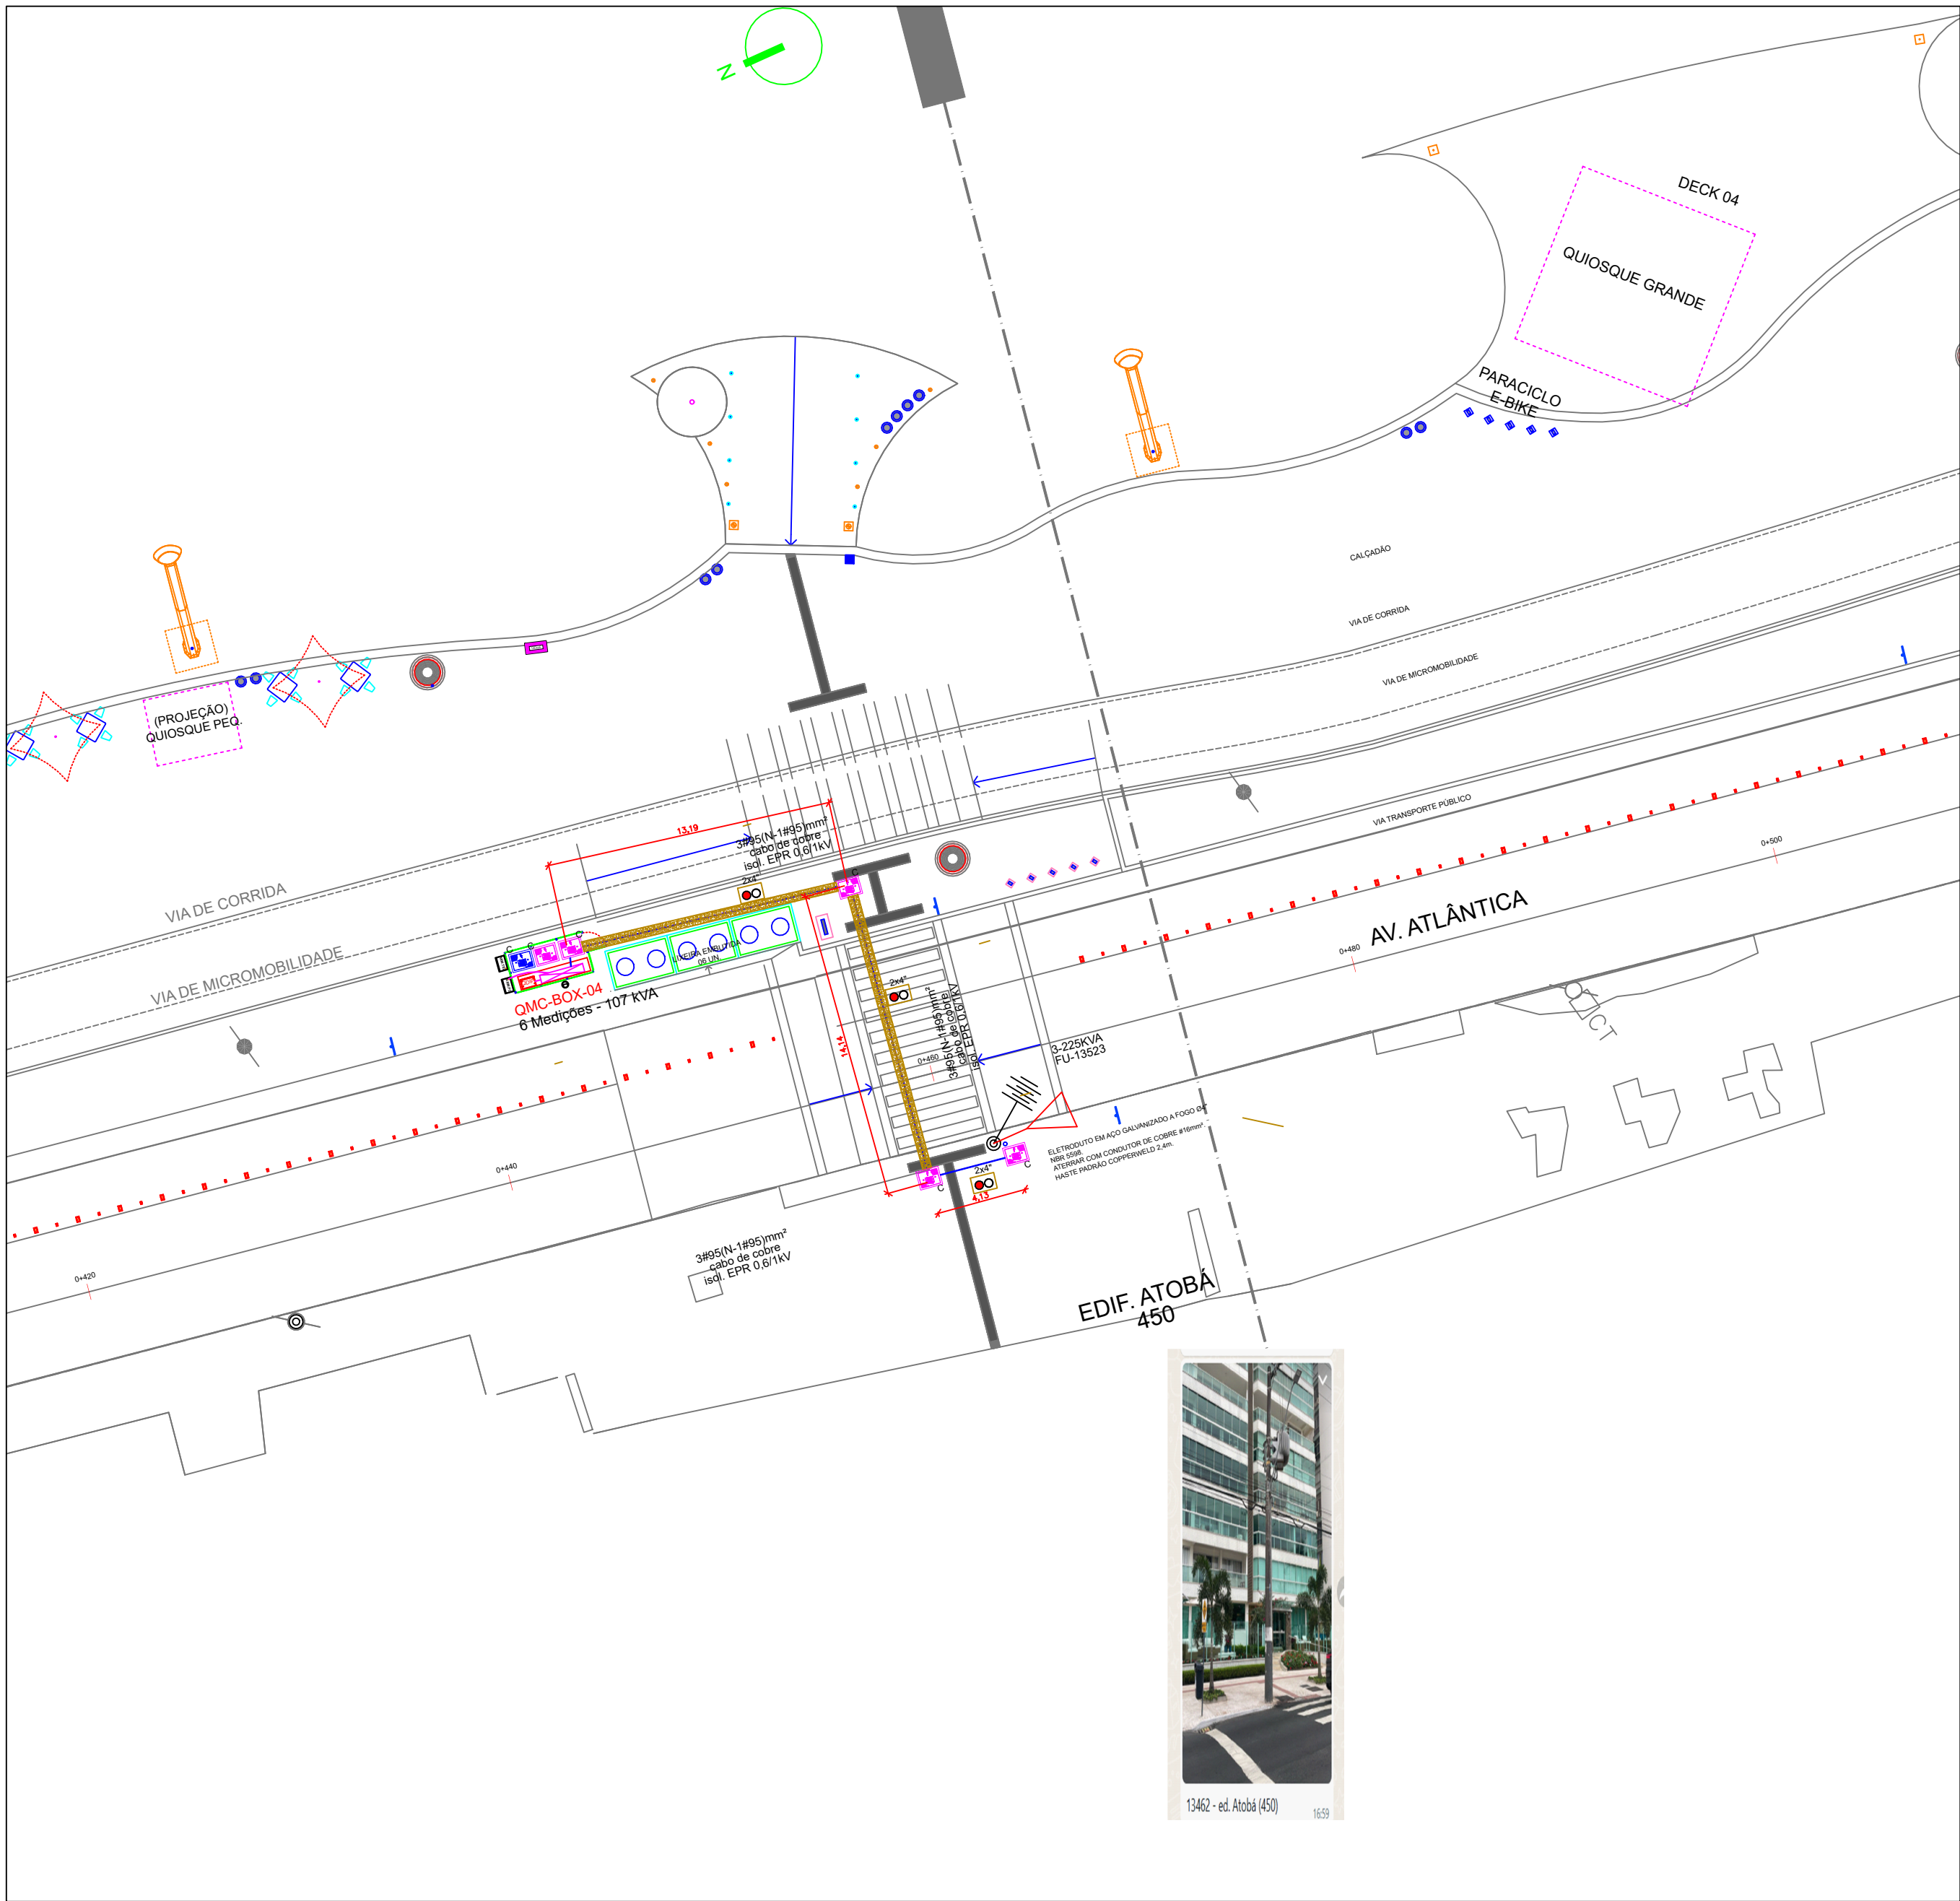 N
DECK 04
QUIOSQUE GRANDE
PARACICLO
E-BIKE
CALÇADÃO
VIA DE CORRIDA
VIA DE MICROMOBILIDADE
(PROJEÇÃO)
QUIOSQUE PEQ.
VIA TRANSPORTE PÚBLICO
13,19
3#95(N-1#95)mm²
cabo de cobre
isol. EPR 0,6/1kV
2x4"
C
0+500
VIA DE CORRIDA
AV. ATLÂNTICA
VIA DE MICROMOBILIDADE
C
C
C
LIXEIRA EMBUTIDA
06 UN
0+480
QMC-BOX-04
6 Medições - 107 kVA
2x4"
3#95(N-1#95)mm²
cabo de cobre
isol. EPR 0,6/1kV
14,14
0+460
3-225KVA
FU-13523
CT
ELETRODUTO EM AÇO GALVANIZADO A FOGO Ø4"
NBR 5598.
ATERRAR COM CONDUTOR DE COBRE #16mm².
HASTE PADRÃO COPPERWELD 2,4m.
0+440
C
C
2x4"
4,13
3#95(N-1#95)mm²
cabo de cobre
isol. EPR 0,6/1kV
0+420
EDIF. ATOBÁ
450
13462 - ed. Atobá (450)
16:59